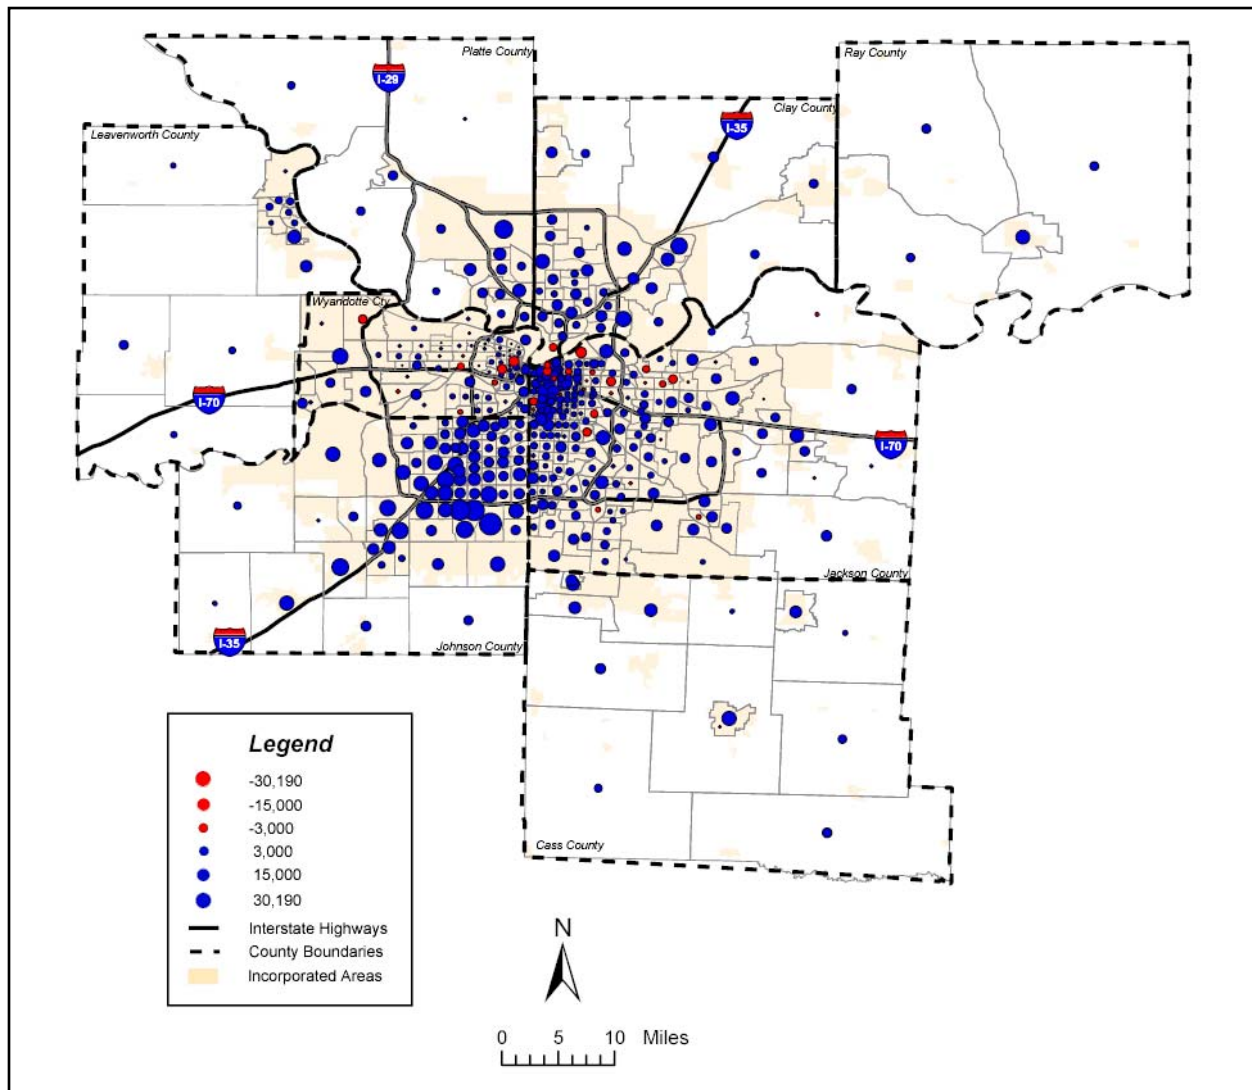 Platte County
Ray County
I-29
Clay County
I-35
Leavenworth County
Wyandotte Cty
I-70
I-70
Jackson County
I-35
Johnson County
Legend
-30,190
-15,000
-3,000
3,000
15,000
30,190
Interstate Highways
County Boundaries
Incorporated Areas
Cass County
N
0 5 10 Miles